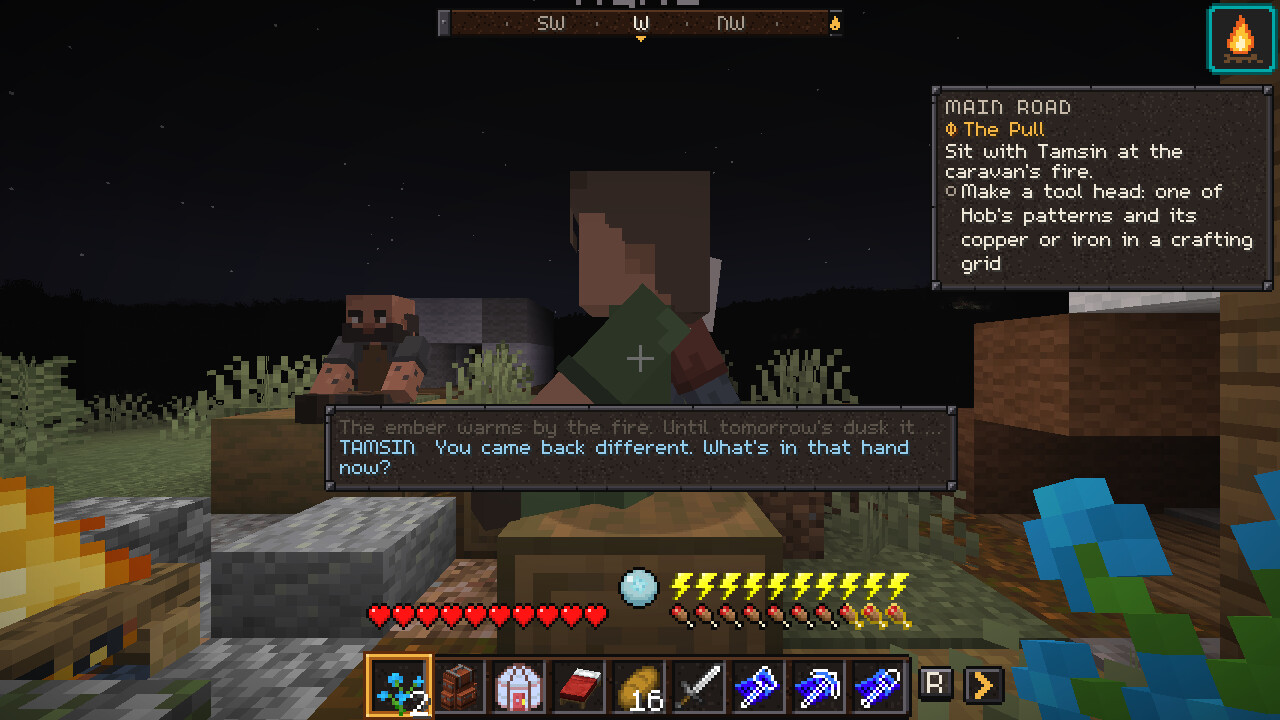 SW · W · NW
MAIN ROAD
The Pull
Sit with Tamsin at the
caravan's fire.
Make a tool head: one of
Hob's patterns and its
copper or iron in a crafting
grid
The ember warms by the fire. Until tomorrow's dusk it ...
TAMSIN You came back different. What's in that hand
now?
2
16
R